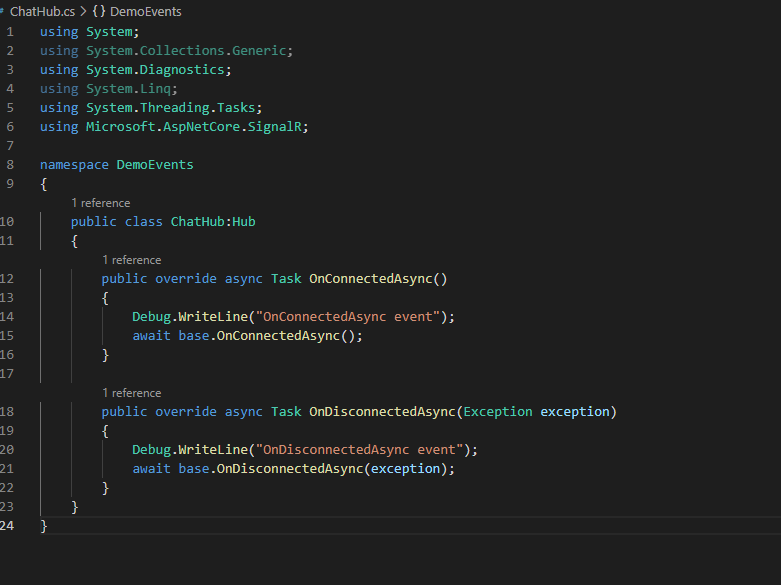 ChatHub.cs > {} DemoEvents
1 using System;
2 using System.Collections.Generic;
3 using System.Diagnostics;
4 using System.Linq;
5 using System.Threading.Tasks;
6 using Microsoft.AspNetCore.SignalR;
7
8 namespace DemoEvents
9 {
1 reference
10 public class ChatHub:Hub
11 {
1 reference
12 public override async Task OnConnectedAsync()
13 {
14 Debug.WriteLine("OnConnectedAsync event");
15 await base.OnConnectedAsync();
16 }
17
1 reference
18 public override async Task OnDisconnectedAsync(Exception exception)
19 {
20 Debug.WriteLine("OnDisconnectedAsync event");
21 await base.OnDisconnectedAsync(exception);
22 }
23 }
24 }